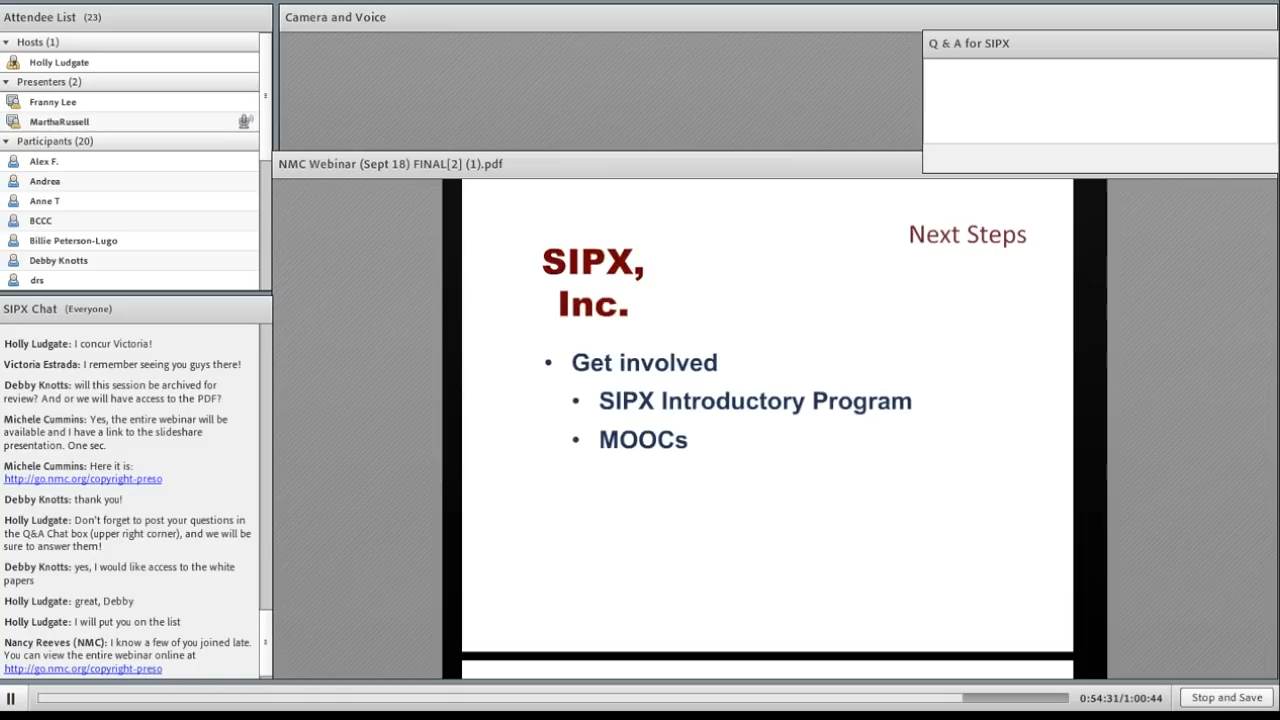 Attendee List (23)
Hosts (1)
Holly Ludgate
Presenters (2)
Franny Lee
MarthaRussell
Participants (20)
Alex F.
Andrea
Anne T
BCCC
Billie Peterson-Lugo
Debby Knotts
drs
SIPX Chat (Everyone)
Holly Ludgate: I concur Victoria!
Victoria Estrada: I remember seeing you guys there!
Debby Knotts: will this session be archived for
review? And or we will have access to the PDF?
Michele Cummins: Yes, the entire webinar will be
available and I have a link to the slideshare
presentation. One sec.
Michele Cummins: Here it is:
http://go.nmc.org/copyright-preso
Debby Knotts: thank you!
Holly Ludgate: Don't forget to post your questions in
the Q&A Chat box (upper right corner), and we will be
sure to answer them!
Debby Knotts: yes, I would like access to the white
papers
Holly Ludgate: great, Debby
Holly Ludgate: I will put you on the list
Nancy Reeves (NMC): I know a few of you joined late.
You can view the entire webinar online at
http://go.nmc.org/copyright-preso
Camera and Voice
Q & A for SIPX
NMC Webinar (Sept 18) FINAL[2] (1).pdf
Next Steps
SIPX,
Inc.
• Get involved
• SIPX Introductory Program
• MOOCs
0:54:31/1:00:44
Stop and Save